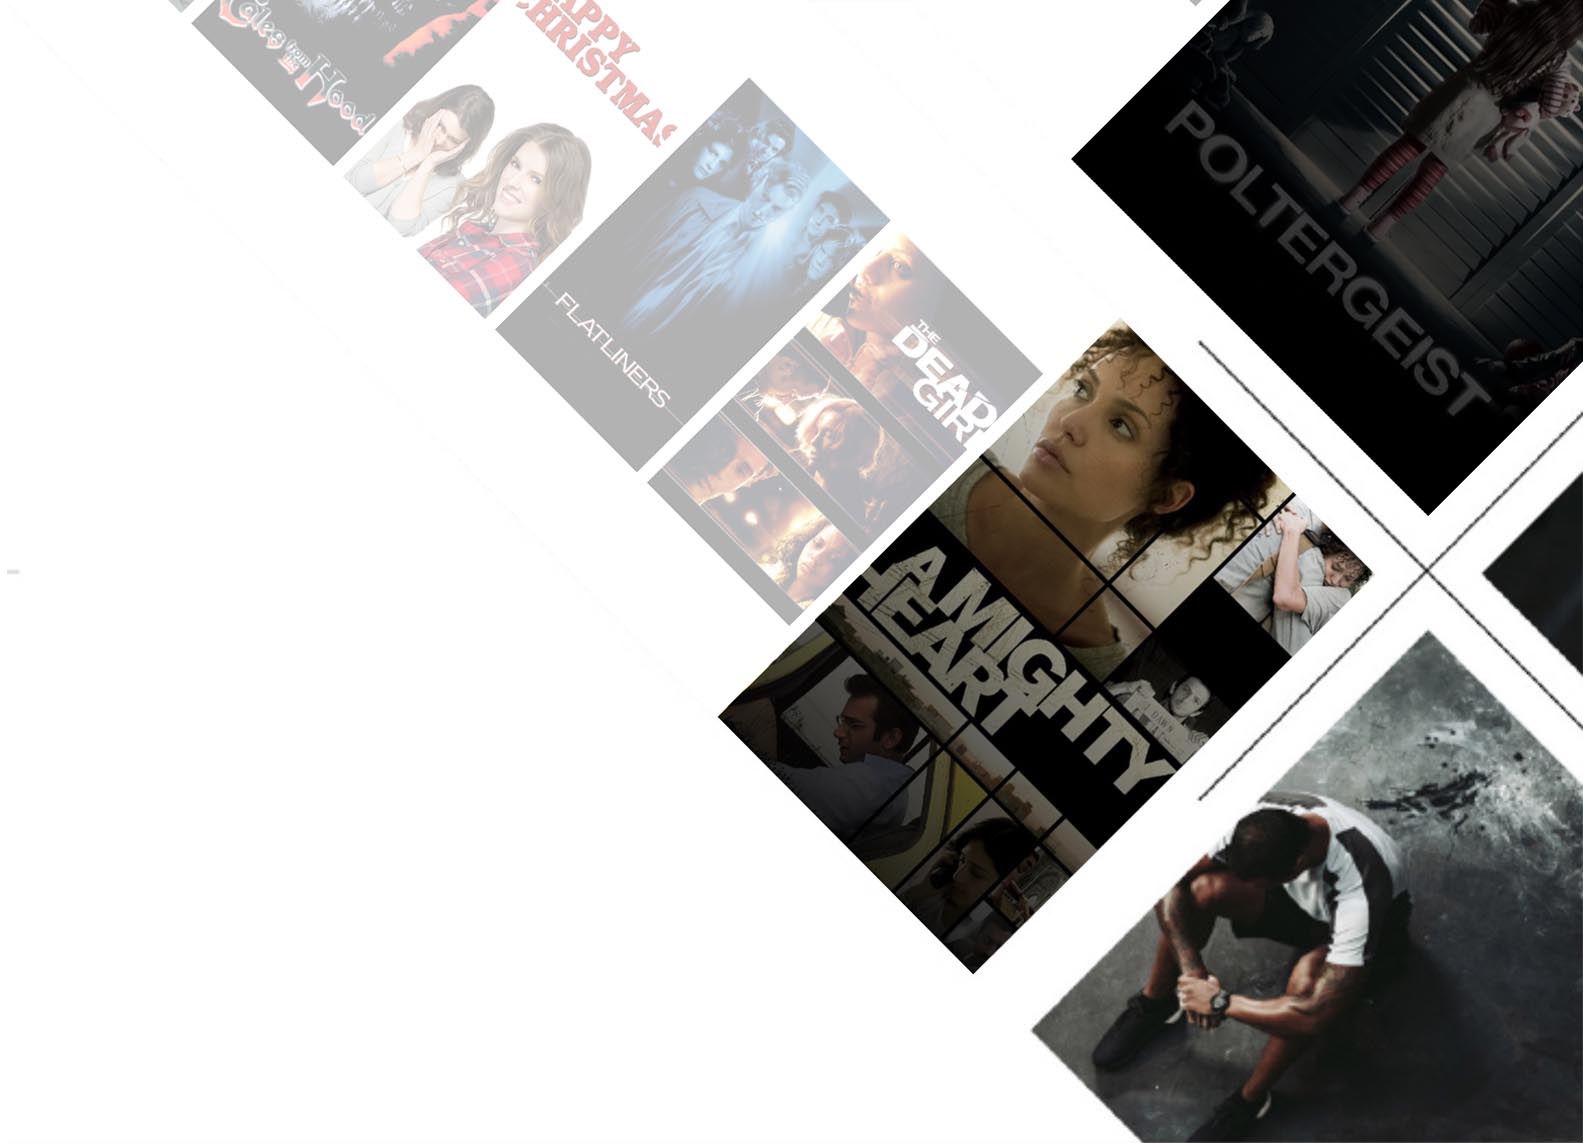 Tales from the Hood
HAPPY
CHRISTMAS
FLATLINERS
THE
DEAD
GIRL
A MIGHTY
HEART
POLTERGEIST